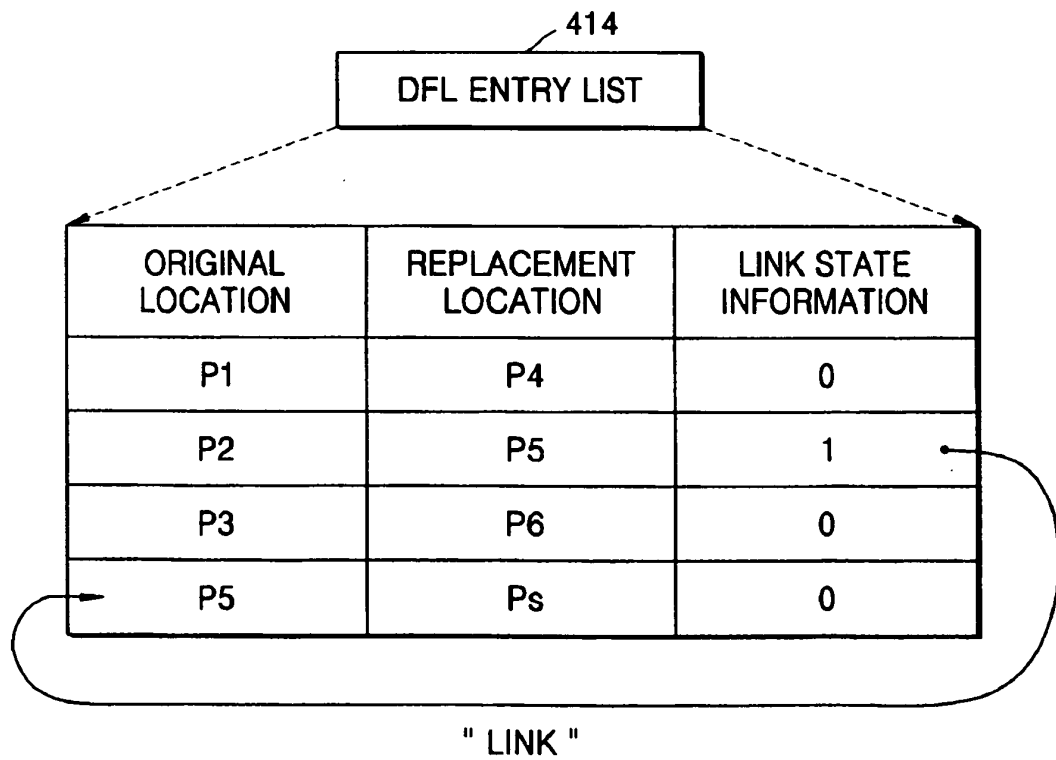 414
DFL ENTRY LIST
ORIGINAL LOCATION
REPLACEMENT LOCATION
LINK STATE INFORMATION
P1 P4 0
P2 P5 1
P3 P6 0
P5 Ps 0
" LINK "